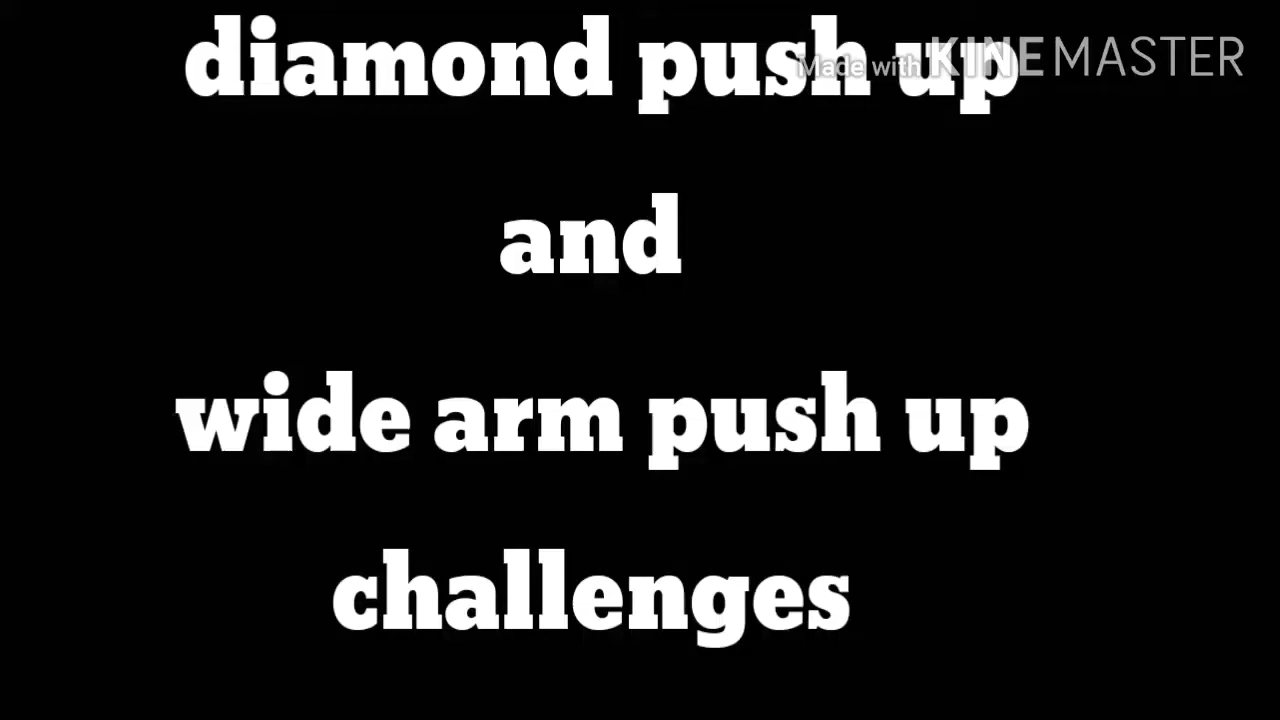 diamond push up
Made with KINEMASTER
and
wide arm push up
challenges